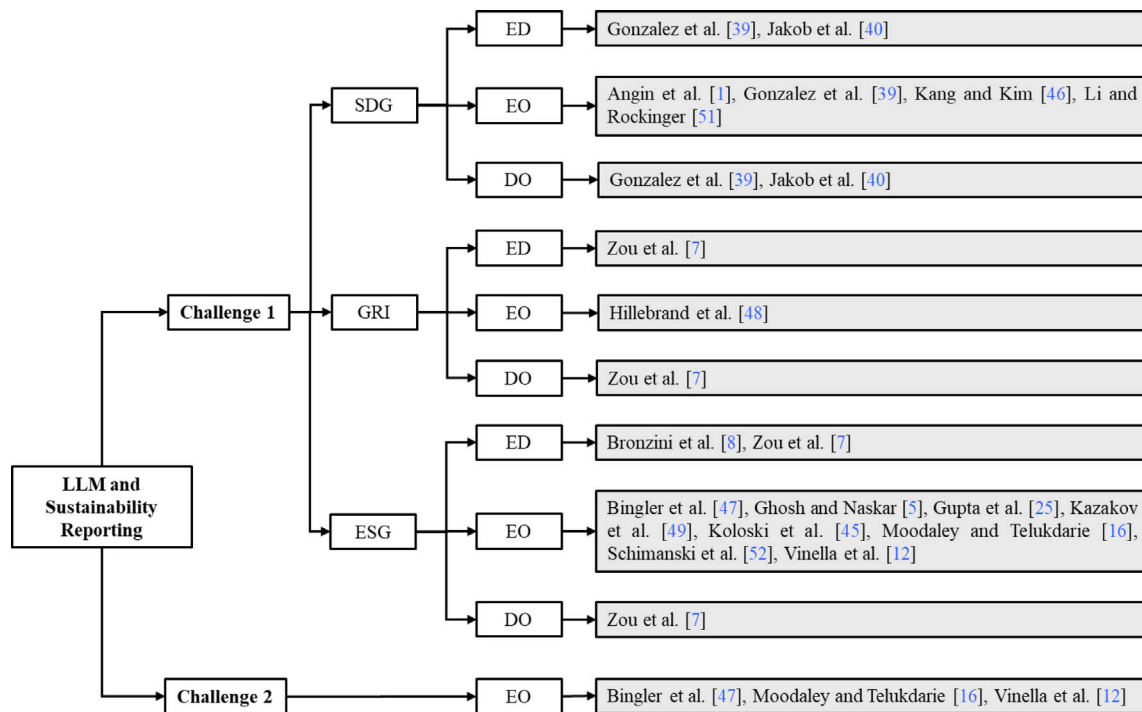 ED
Gonzalez et al. [39], Jakob et al. [40]
SDG
EO
Angin et al. [1], Gonzalez et al. [39], Kang and Kim [46], Li and
Rockinger [51]
DO
Gonzalez et al. [39], Jakob et al. [40]
ED
Zou et al. [7]
Challenge 1
GRI
EO
Hillebrand et al. [48]
DO
Zou et al. [7]
ED
Bronzini et al. [8], Zou et al. [7]
LLM and
Sustainability
Reporting
ESG
EO
Bingler et al. [47], Ghosh and Naskar [5], Gupta et al. [25], Kazakov
et al. [49], Koloski et al. [45], Moodaley and Telukdarie [16],
Schimanski et al. [52], Vinella et al. [12]
DO
Zou et al. [7]
Challenge 2
EO
Bingler et al. [47], Moodaley and Telukdarie [16], Vinella et al. [12]